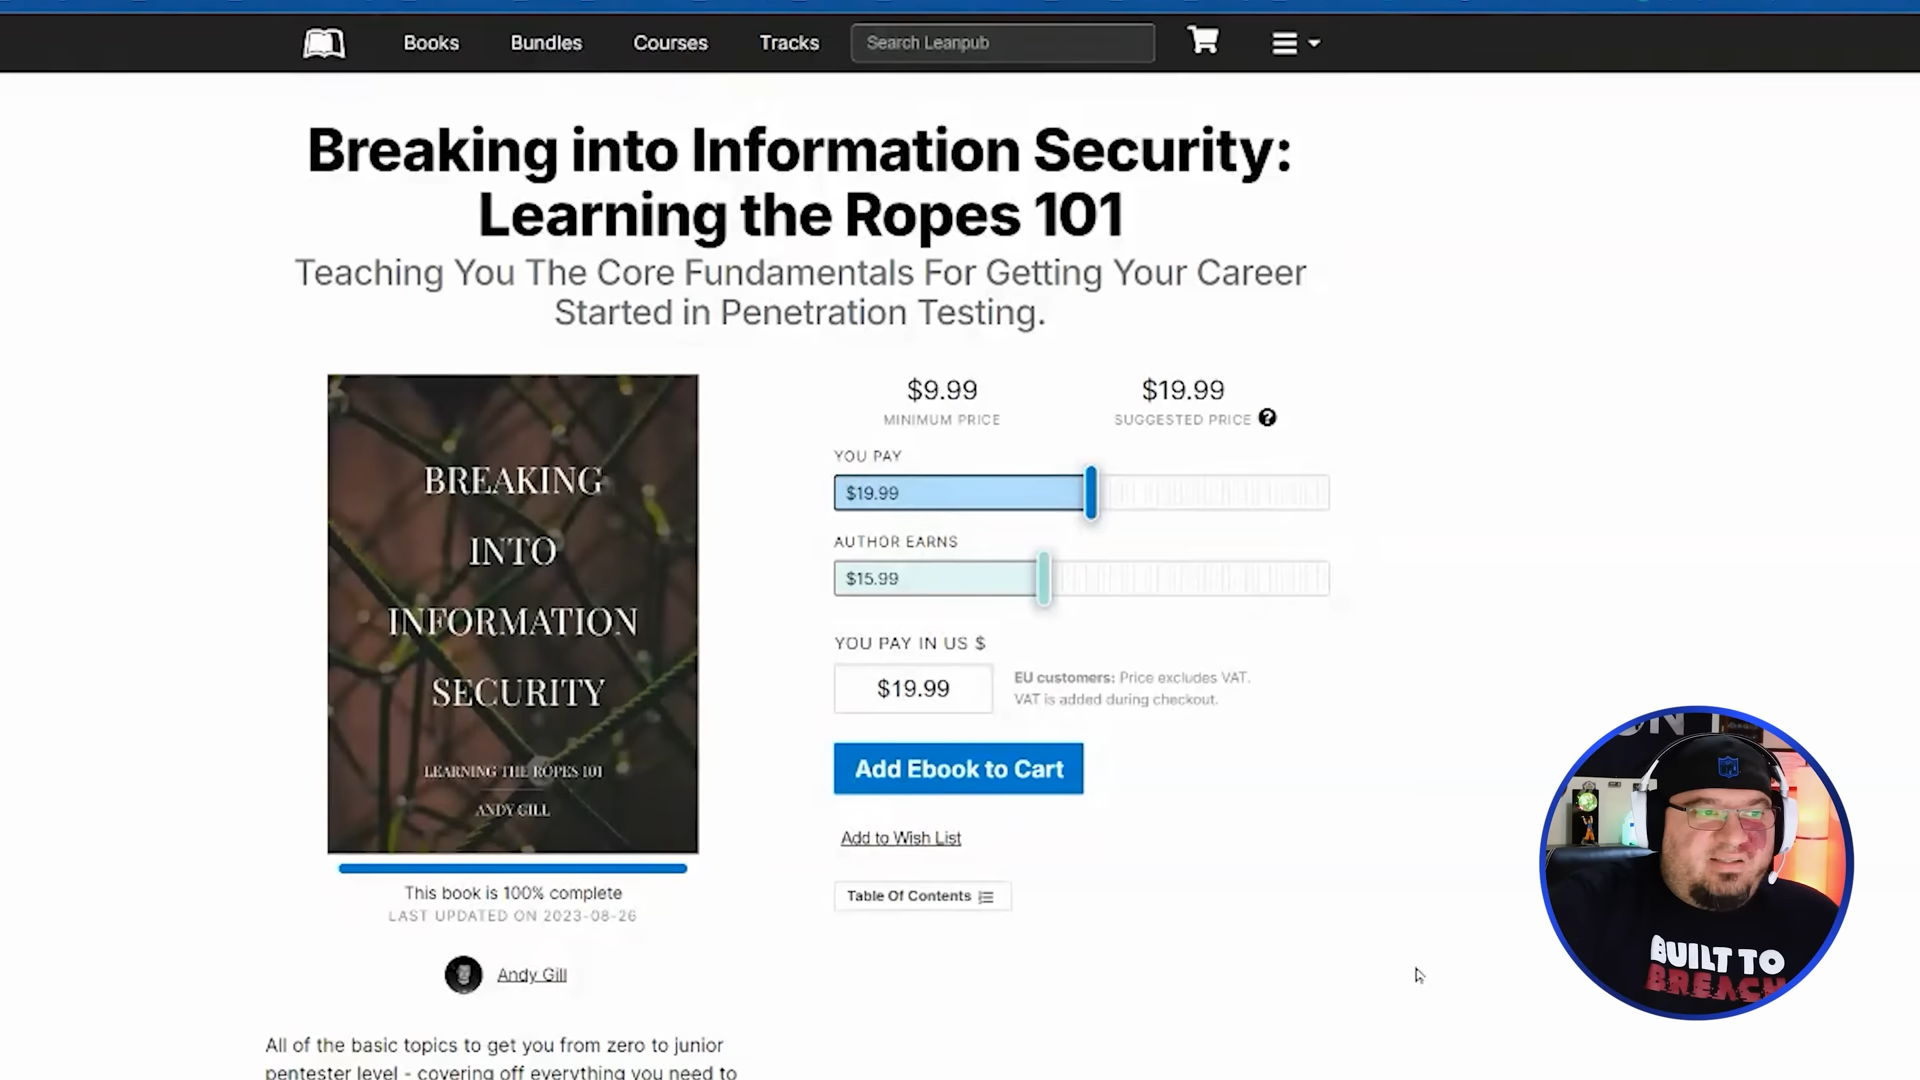 Books
Bundles
Courses
Tracks
Search Leanpub
Breaking into Information Security:
Learning the Ropes 101
Teaching You The Core Fundamentals For Getting Your Career
Started in Penetration Testing.
BREAKING
INTO
INFORMATION
SECURITY
LEARNING THE ROPES 101
ANDY GILL
This book is 100% complete
LAST UPDATED ON 2023-08-26
Andy Gill
All of the basic topics to get you from zero to junior
pentester level - covering off everything you need to
$9.99
MINIMUM PRICE
$19.99
SUGGESTED PRICE ?
YOU PAY
$19.99
AUTHOR EARNS
$15.99
YOU PAY IN US $
$19.99
EU customers: Price excludes VAT.
VAT is added during checkout.
Add Ebook to Cart
Add to Wish List
Table Of Contents
BUILT TO
BREACH